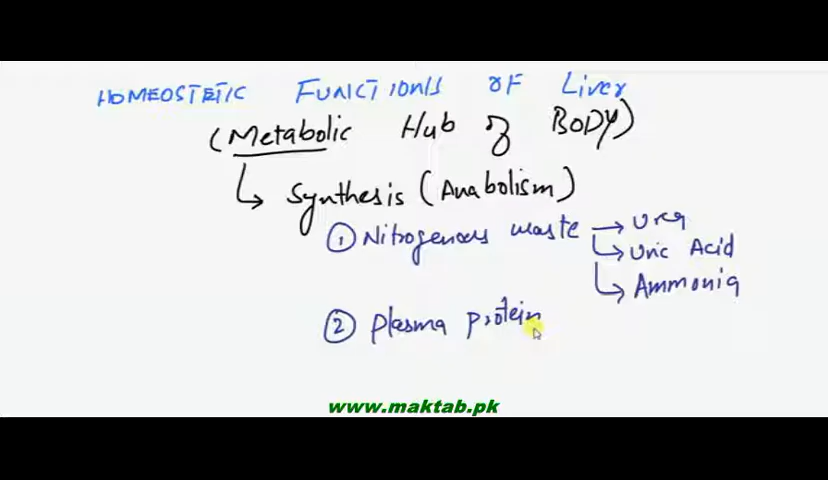 HOMEOSTETIC FUNCTIONS OF Liver
(Metabolic Hub of BODY)
Synthesis (Anabolism)
① Nitrogenous waste → Urea
Uric Acid
Ammonia
② Plasma protein
www.maktab.pk